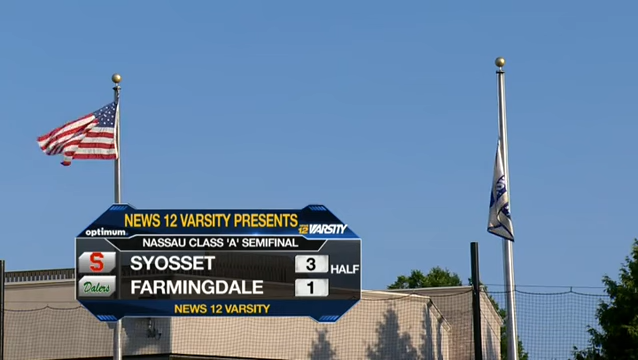 NEWS 12 VARSITY PRESENTS
optimum. 12 VARSITY
NASSAU CLASS 'A' SEMIFINAL
S SYOSSET 3 HALF
Dalers FARMINGDALE 1
NEWS 12 VARSITY